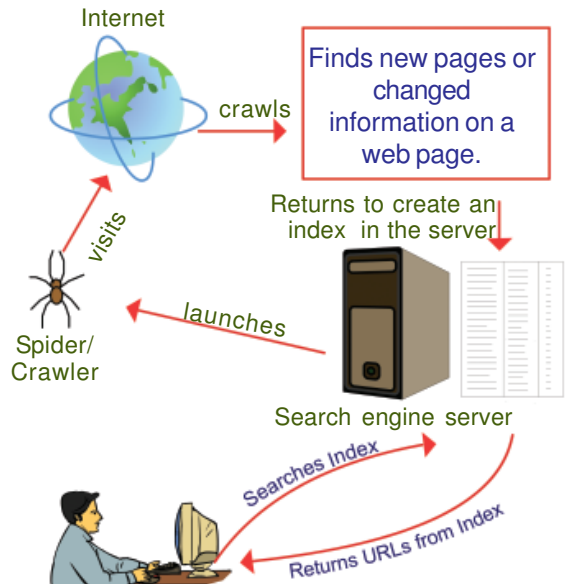 Internet
crawls
Finds new pages or
changed
information on a
web page.
Returns to create an
index in the server
visits
launches
Spider/
Crawler
Search engine server
Searches Index
Returns URLs from Index